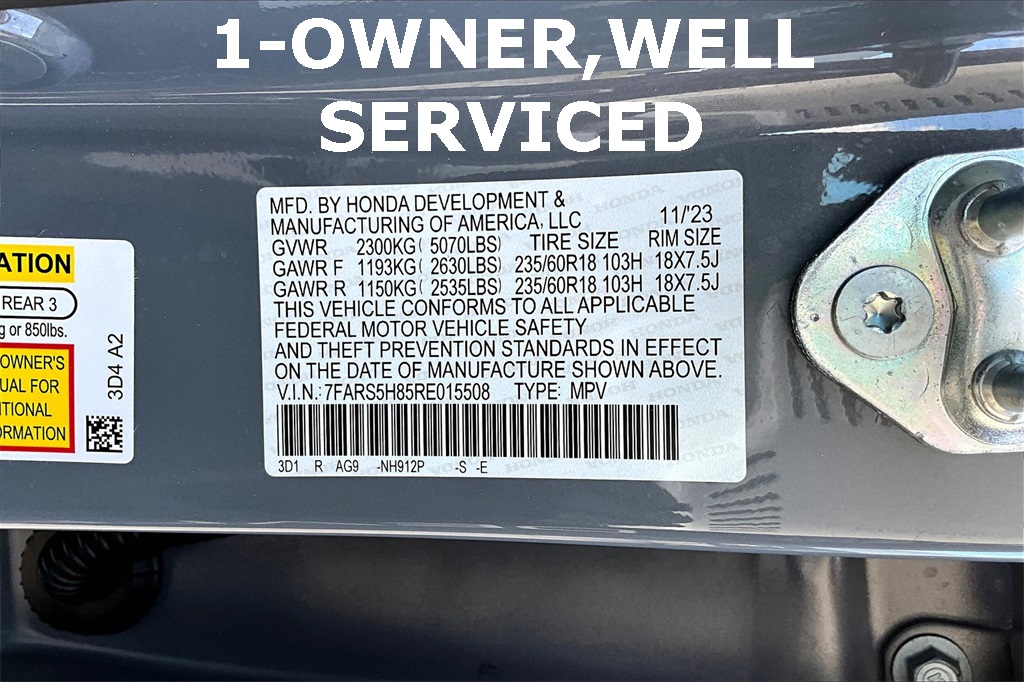 1-OWNER,WELL
SERVICED
MFD. BY HONDA DEVELOPMENT &
MANUFACTURING OF AMERICA, LLC 11/'23
GVWR 2300KG( 5070LBS) TIRE SIZE RIM SIZE
GAWR F 1193KG( 2630LBS) 235/60R18 103H 18X7.5J
GAWR R 1150KG( 2535LBS) 235/60R18 103H 18X7.5J
THIS VEHICLE CONFORMS TO ALL APPLICABLE
FEDERAL MOTOR VEHICLE SAFETY
AND THEFT PREVENTION STANDARDS IN EFFECT
ON THE DATE OF MANUFACTURE SHOWN ABOVE.
V.I.N.: 7FARS5H85RE015508 TYPE: MPV
3D1 R AG9 -NH912P -S -E
ATION
REAR 3
g or 850lbs.
OWNER'S
UAL FOR
ITIONAL
ORMATION
3D4 A2